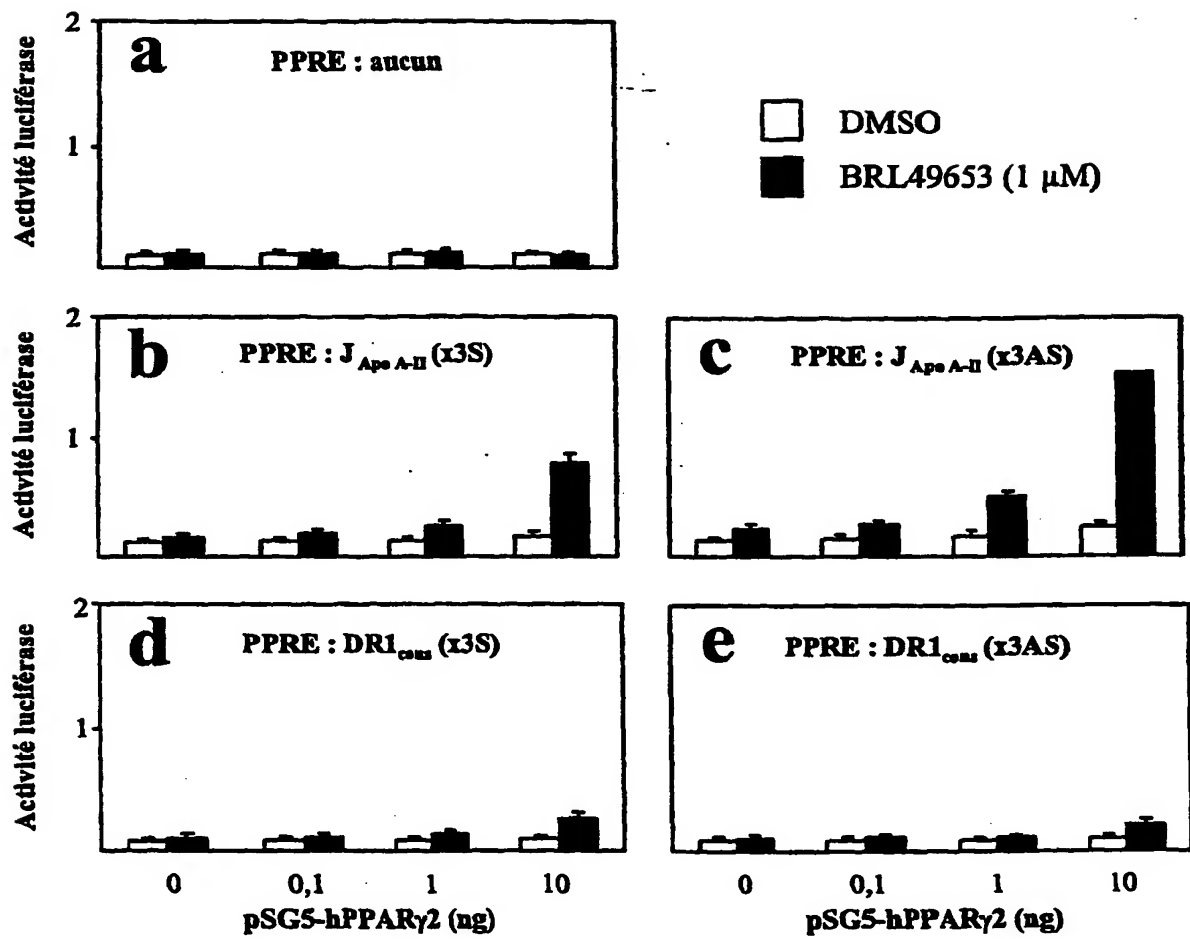 a
PPRE : aucun
Activité luciférase
2
1
DMSO
BRL49653 (1 µM)
b
PPRE : J Apo A-II (x3S)
Activité luciférase
2
1
c
PPRE : J Apo A-II (x3AS)
d
PPRE : DR1cons (x3S)
Activité luciférase
2
1
0 0,1 1 10
pSG5-hPPARγ2 (ng)
e
PPRE : DR1cons (x3AS)
0 0,1 1 10
pSG5-hPPARγ2 (ng)